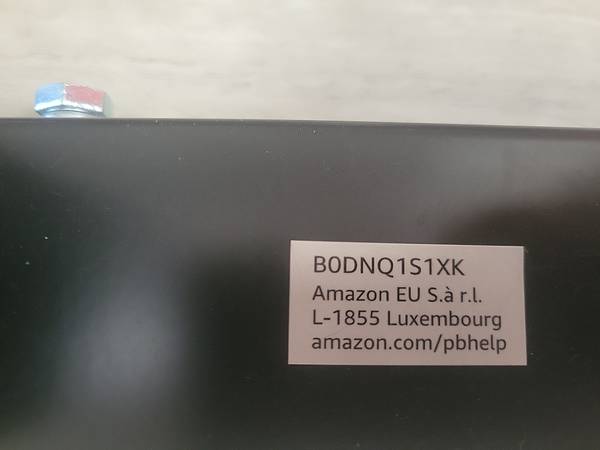 B0DNQ1S1XK
Amazon EU S.à r.l.
L-1855 Luxembourg
amazon.com/pbhelp